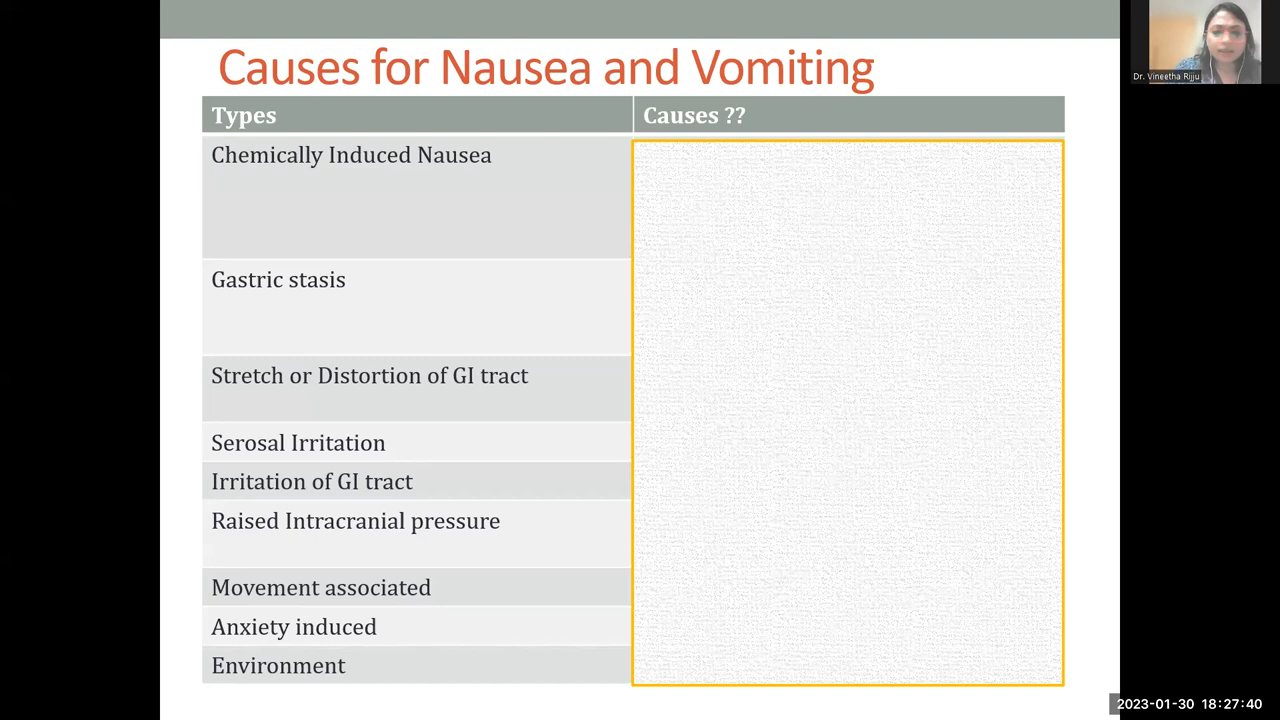 Causes for Nausea and Vomiting
Dr. Vineetha Rijju
Types
Causes ??
Chemically Induced Nausea
Gastric stasis
Stretch or Distortion of GI tract
Serosal Irritation
Irritation of GI tract
Raised Intracranial pressure
Movement associated
Anxiety induced
Environment
2023-01-30 18:27:40